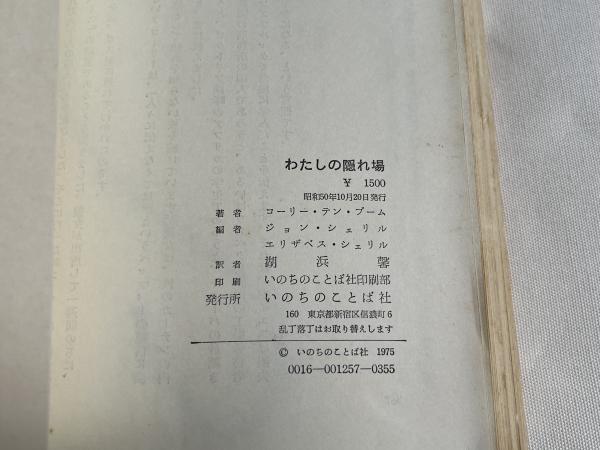 わたしの隠れ場
¥ 1500
昭和50年10月20日発行
著者 コーリー・テン・ブーム
編者 ジョン・シェリル
エリザベス・シェリル
訳者 湖浜馨
印刷 いのちのことば社印刷部
発行所 いのちのことば社
160 東京都新宿区信濃町6
乱丁落丁はお取り替えします
© いのちのことば社 1975
0016―001257―0355